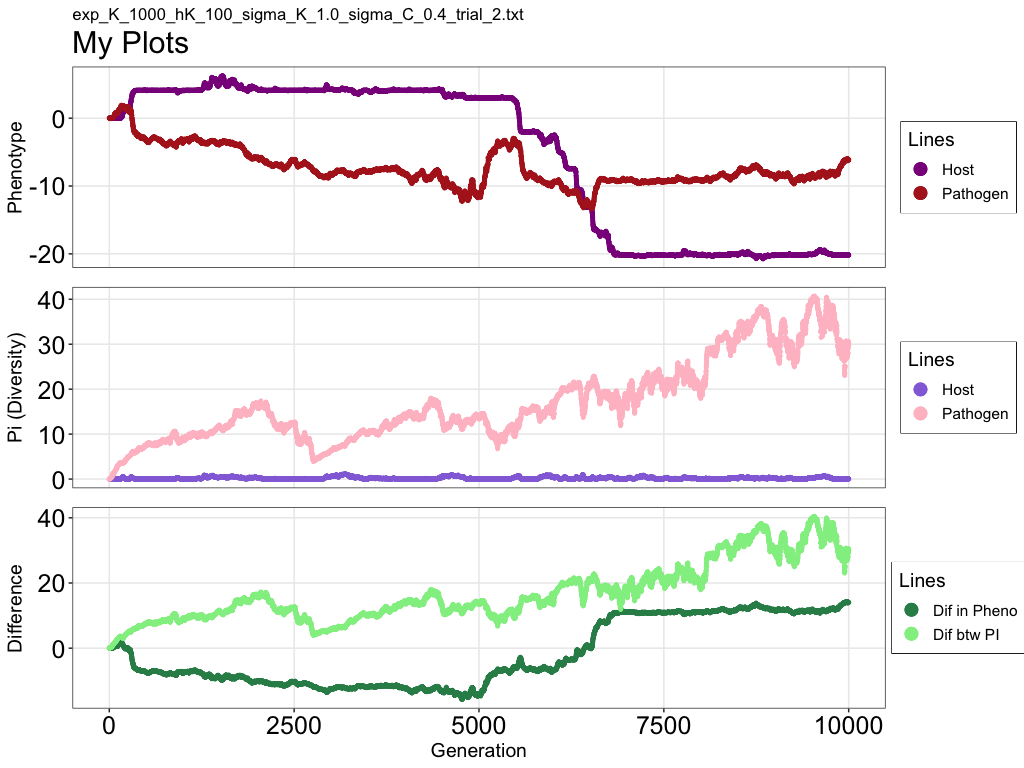 exp_K_1000_hK_100_sigma_K_1.0_sigma_C_0.4_trial_2.txt
My Plots
Phenotype
0
-10
-20
Lines
Host
Pathogen
Pi (Diversity)
40
30
20
10
0
Lines
Host
Pathogen
Difference
40
20
0
Lines
Dif in Pheno
Dif btw PI
0 2500 5000 7500 10000
Generation